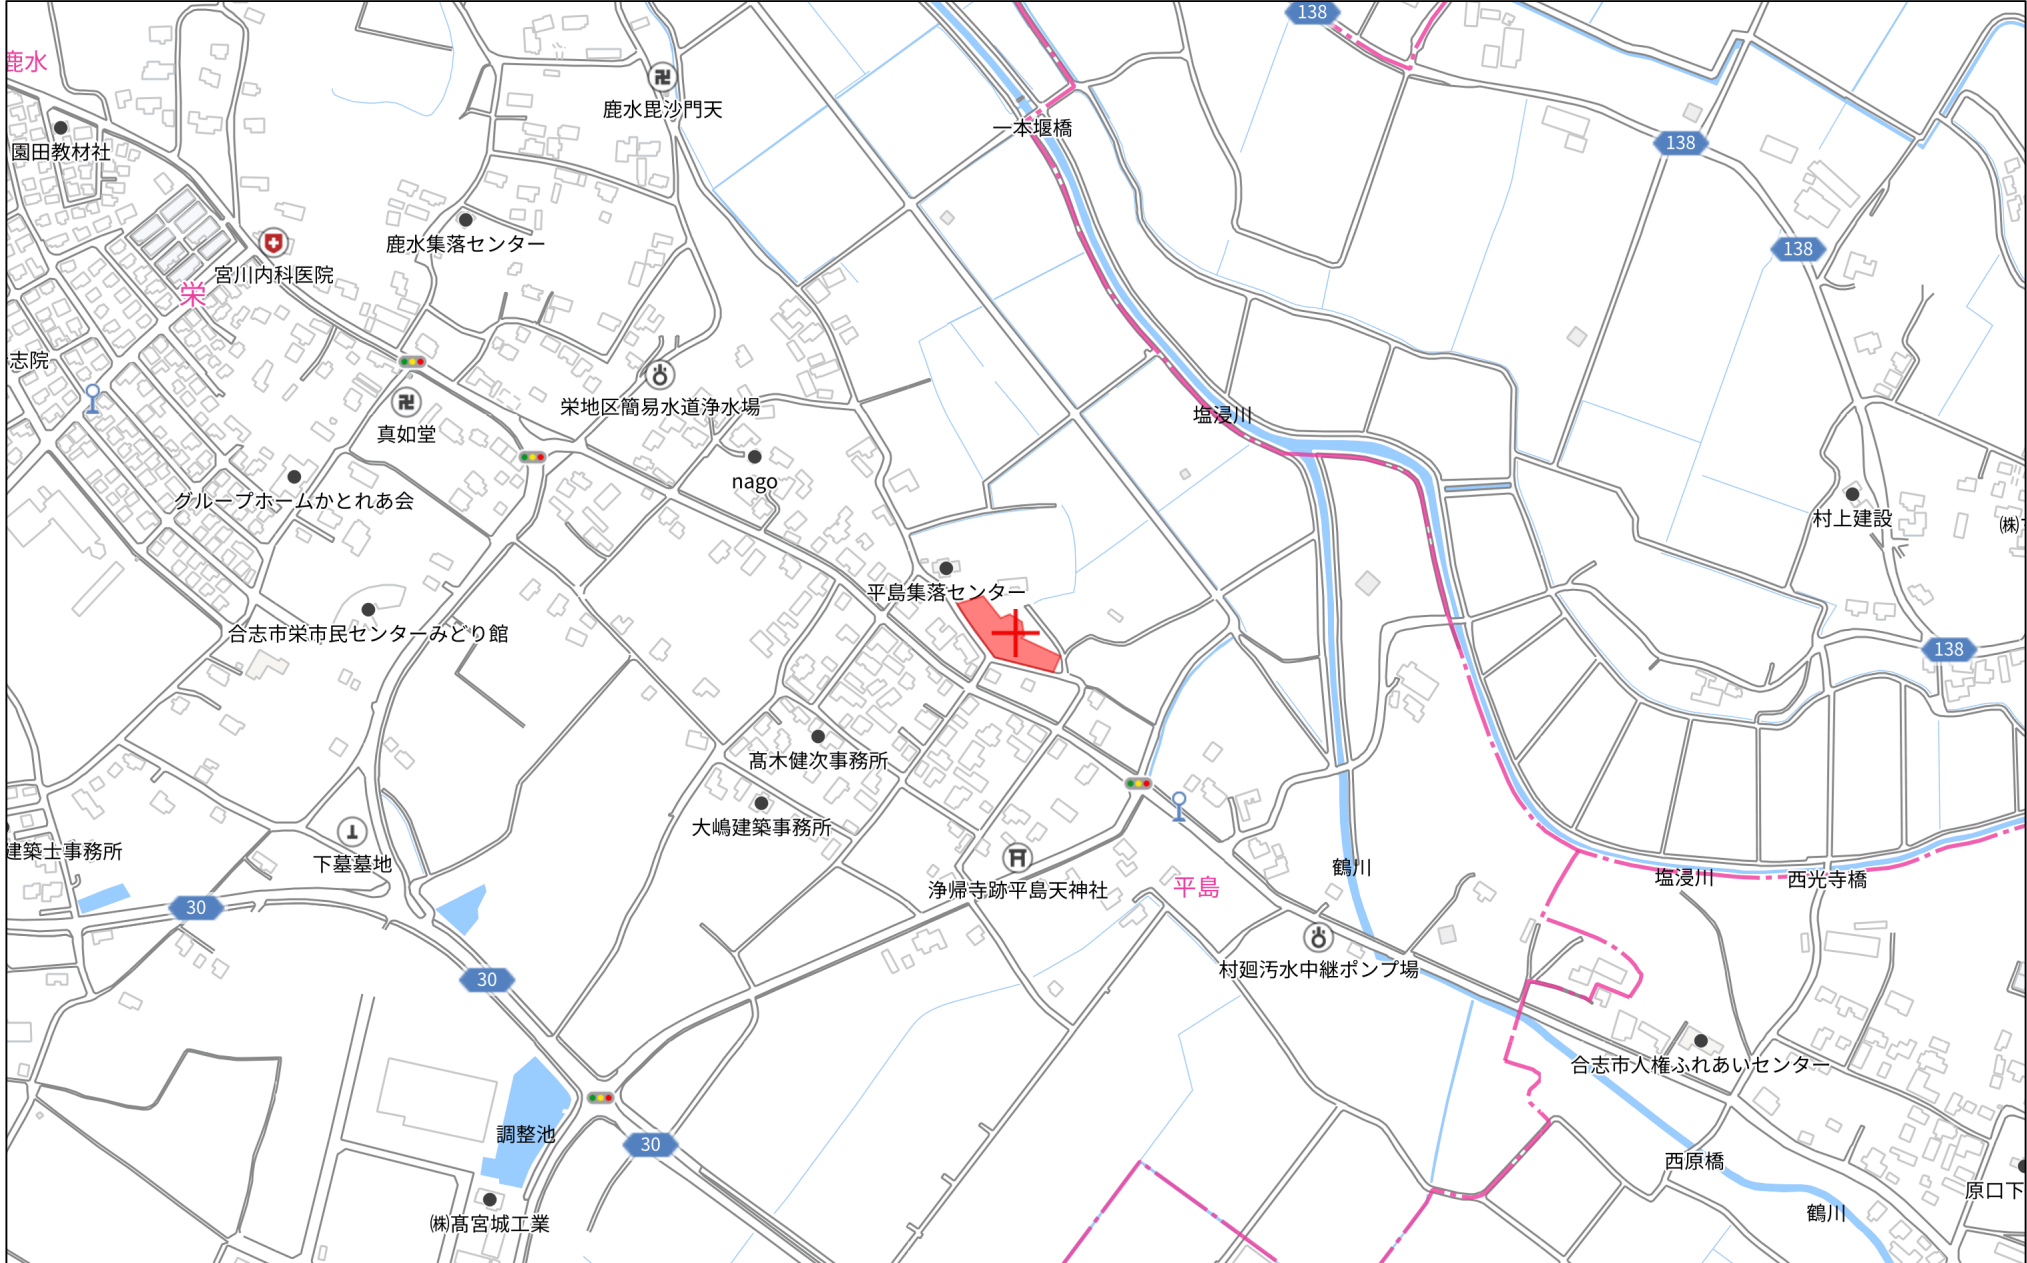 138
鹿水
鹿水毘沙門天
一本堰橋
138
園田教材社
鹿水集落センター
138
宮川内科医院
栄
志院
栄地区簡易水道浄水場
塩浸川
真如堂
nago
グループホームかとれあ会
村上建設
㈱
平島集落センター
合志市栄市民センターみどり館
138
髙木健次事務所
大嶋建築事務所
建築士事務所
下墓墓地
鶴川
塩浸川
西光寺橋
浄帰寺跡平島天神社
平島
30
村廻汚水中継ポンプ場
30
合志市人権ふれあいセンター
調整池
30
西原橋
原口下
鶴川
㈱髙宮城工業